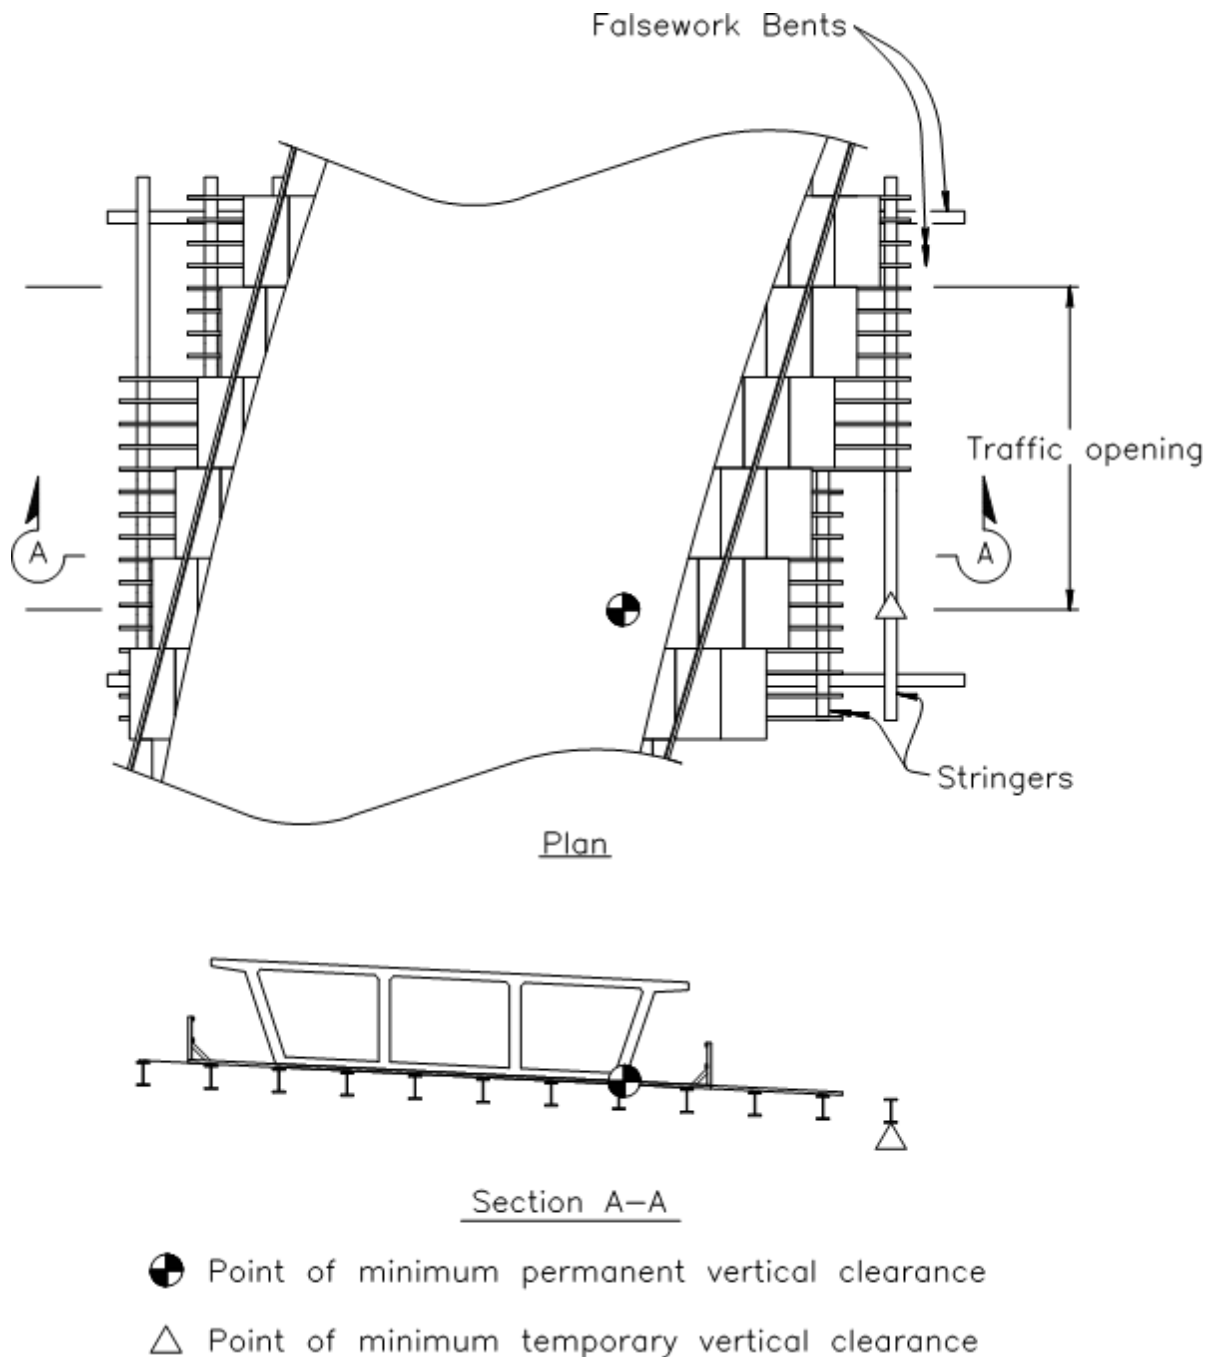 Falsework Bents
Traffic opening
A
A
Stringers
Plan
Section A-A
Point of minimum permanent vertical clearance
Point of minimum temporary vertical clearance